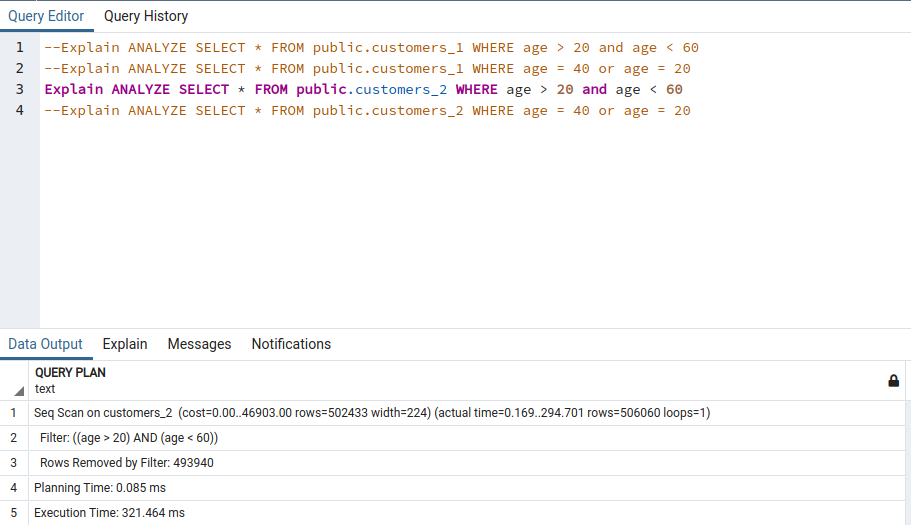 Query Editor Query History
1 --Explain ANALYZE SELECT * FROM public.customers_1 WHERE age > 20 and age < 60
2 --Explain ANALYZE SELECT * FROM public.customers_1 WHERE age = 40 or age = 20
3 Explain ANALYZE SELECT * FROM public.customers_2 WHERE age > 20 and age < 60
4 --Explain ANALYZE SELECT * FROM public.customers_2 WHERE age = 40 or age = 20
Data Output Explain Messages Notifications
QUERY PLAN
text
1 Seq Scan on customers_2 (cost=0.00..46903.00 rows=502433 width=224) (actual time=0.169..294.701 rows=506060 loops=1)
2 Filter: ((age > 20) AND (age < 60))
3 Rows Removed by Filter: 493940
4 Planning Time: 0.085 ms
5 Execution Time: 321.464 ms